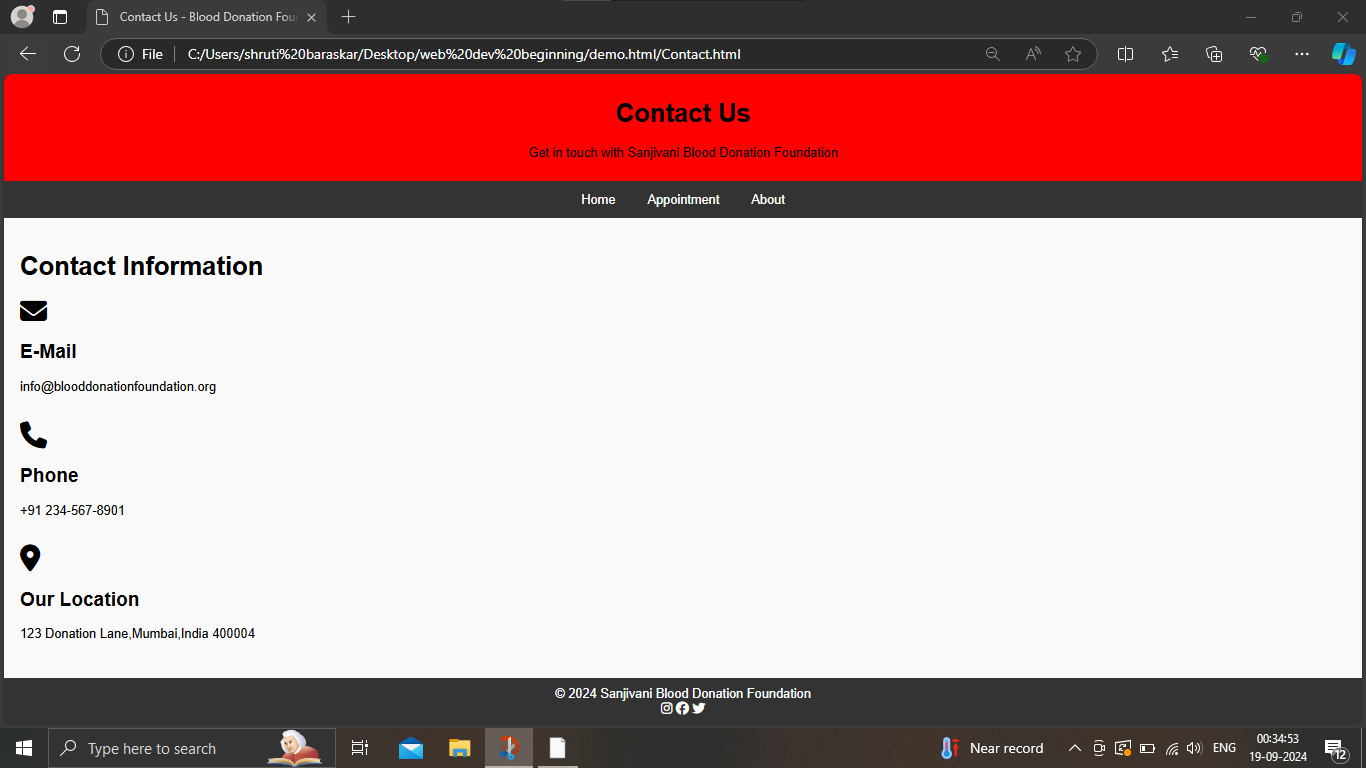 Contact Us - Blood Donation Fou
File
C:/Users/shruti%20baraskar/Desktop/web%20dev%20beginning/demo.html/Contact.html
Contact Us
Get in touch with Sanjivani Blood Donation Foundation
Home Appointment About
Contact Information
E-Mail
info@blooddonationfoundation.org
Phone
+91 234-567-8901
Our Location
123 Donation Lane,Mumbai,India 400004
© 2024 Sanjivani Blood Donation Foundation
Type here to search
Near record
ENG
00:34:53
19-09-2024
12